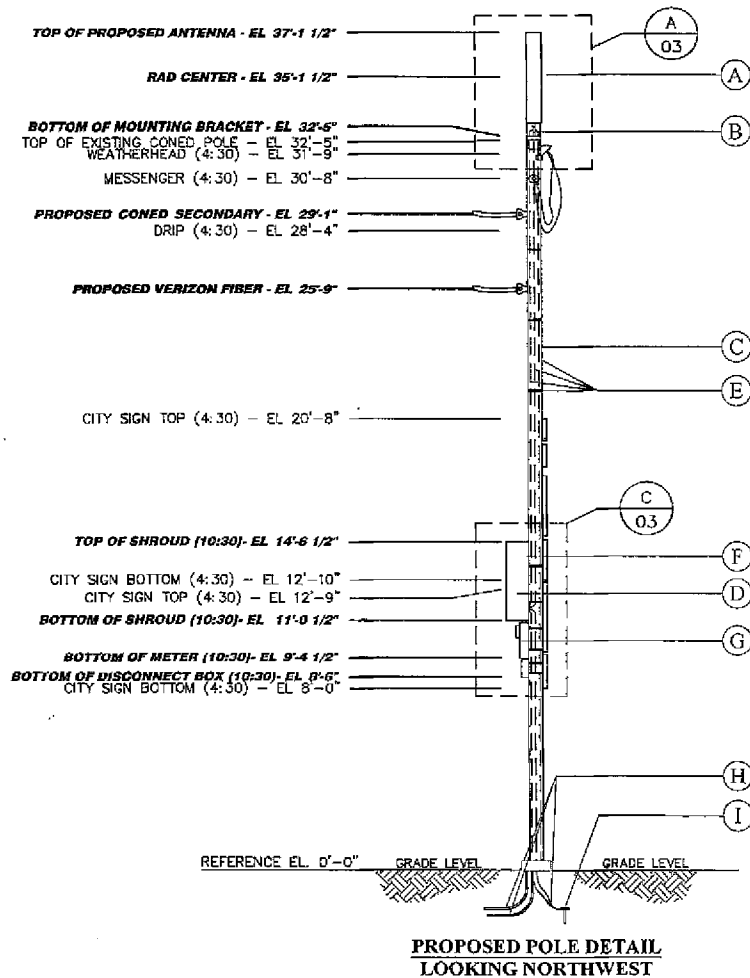 TOP OF PROPOSED ANTENNA - EL 37'-1 1/2"
A
03
RAD CENTER - EL 35'-1 1/2"
A
BOTTOM OF MOUNTING BRACKET - EL 32'-5"
B
TOP OF EXISTING CONED POLE - EL 32'-5"
WEATHERHEAD (4:30) - EL 31'-9"
MESSENGER (4:30) - EL 30'-8"
PROPOSED CONED SECONDARY - EL 29'-1"
DRIP (4:30) - EL 28'-4"
PROPOSED VERIZON FIBER - EL 25'-9"
C
E
CITY SIGN TOP (4:30) - EL 20'-8"
C
03
TOP OF SHROUD (10:30)- EL 14'-6 1/2"
F
CITY SIGN BOTTOM (4:30) - EL 12'-10"
D
CITY SIGN TOP (4:30) - EL 12'-9"
BOTTOM OF SHROUD (10:30)- EL 11'-0 1/2"
G
BOTTOM OF METER (10:30)- EL 9'-4 1/2"
BOTTOM OF DISCONNECT BOX (10:30)- EL 8'-6"
CITY SIGN BOTTOM (4:30) - EL 8'-0"
H
I
REFERENCE EL. 0'-0"
GRADE LEVEL
GRADE LEVEL
PROPOSED POLE DETAIL
LOOKING NORTHWEST